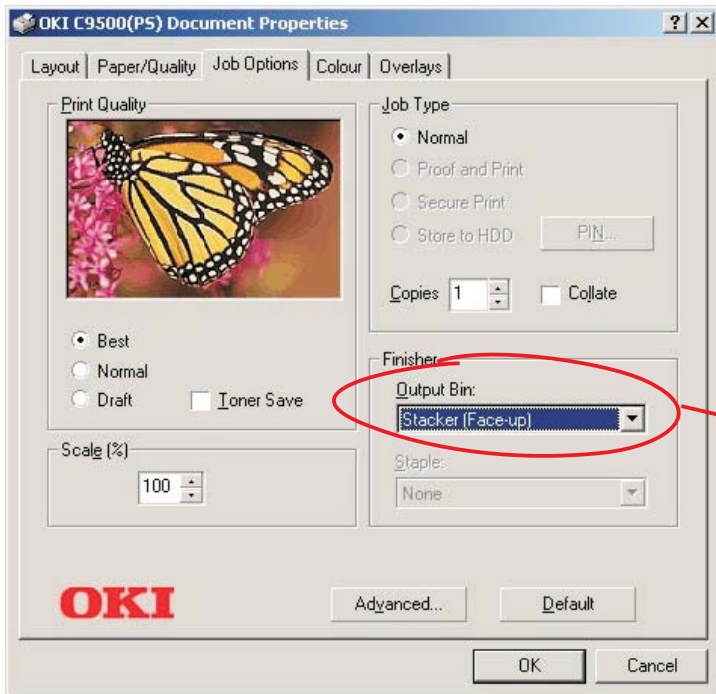 OKI C9500(PS) Document Properties
? X
Layout Paper/Quality Job Options Colour Overlays
Print Quality
Best
Normal
Draft
Toner Save
Scale (%)
100
Job Type
Normal
Proof and Print
Secure Print
Store to HDD
PIN...
Copies 1
Collate
Finisher
Output Bin:
Stacker (Face-up)
Staple:
None
OKI
Advanced...
Default
OK
Cancel